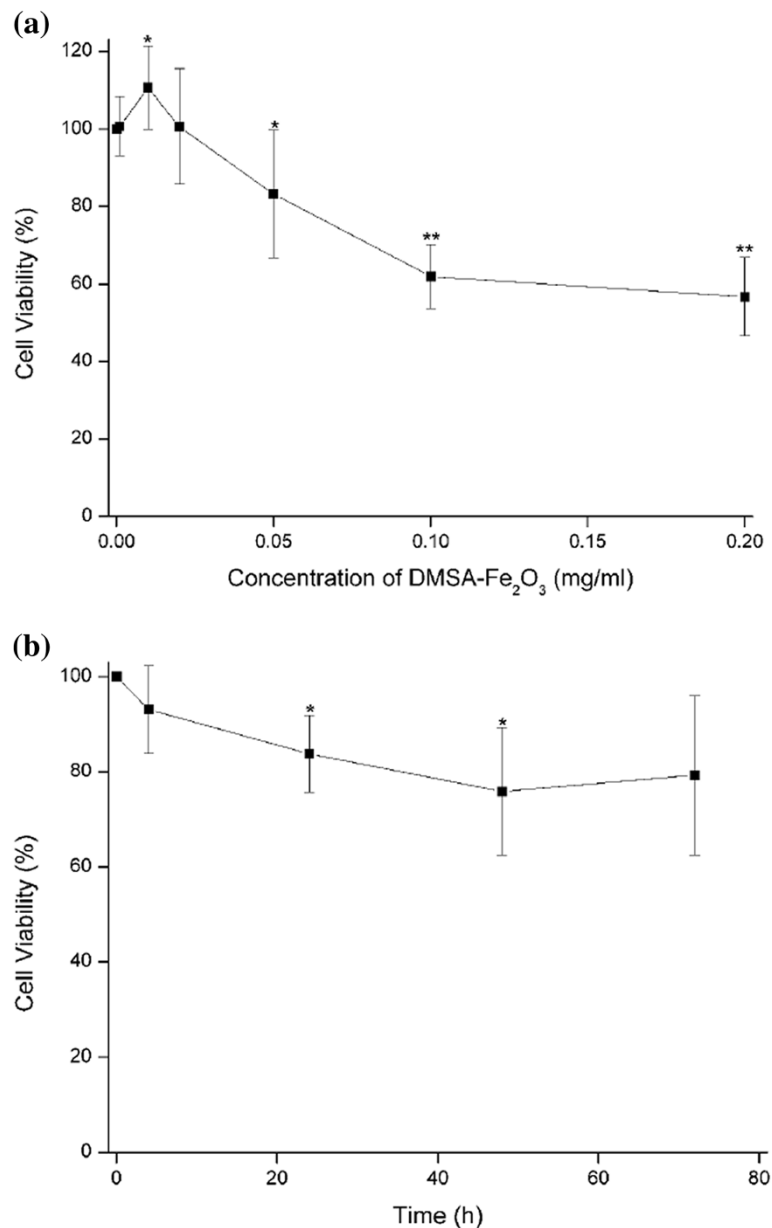 (a)
*
120
100
*
80
**
60
**
40
20
0
0.00 0.05 0.10 0.15 0.20
Cell Viability (%)
Concentration of DMSA-Fe₂O₃ (mg/ml)
(b)
100
*
*
80
60
40
20
0
0 20 40 60 80
Cell Viability (%)
Time (h)